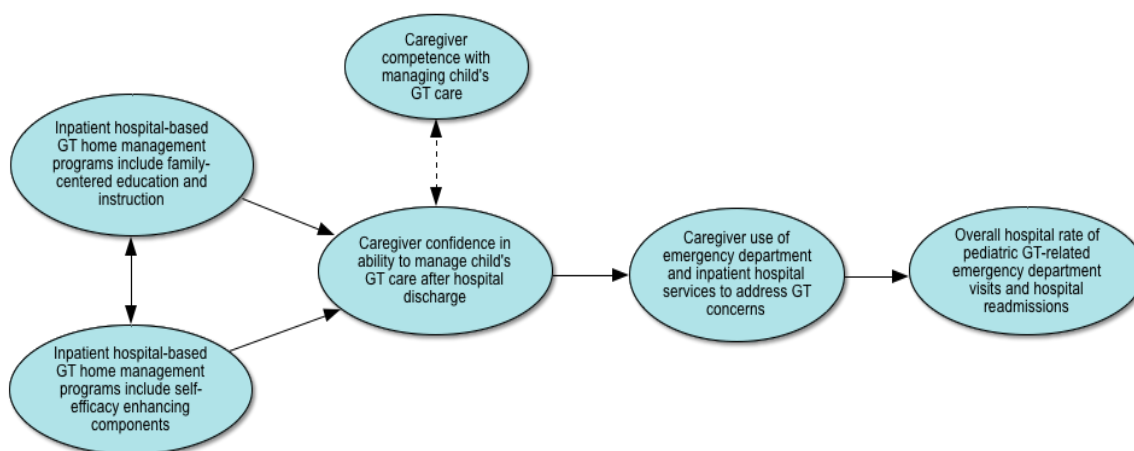 Caregiver
competence with
managing child's
GT care
Inpatient hospital-based
GT home management
programs include family-
centered education and
instruction
Caregiver confidence in
ability to manage child's
GT care after hospital
discharge
Caregiver use of
emergency department
and inpatient hospital
services to address GT
concerns
Overall hospital rate of
pediatric GT-related
emergency department
visits and hospital
readmissions
Inpatient hospital-based
GT home management
programs include self-
efficacy enhancing
components